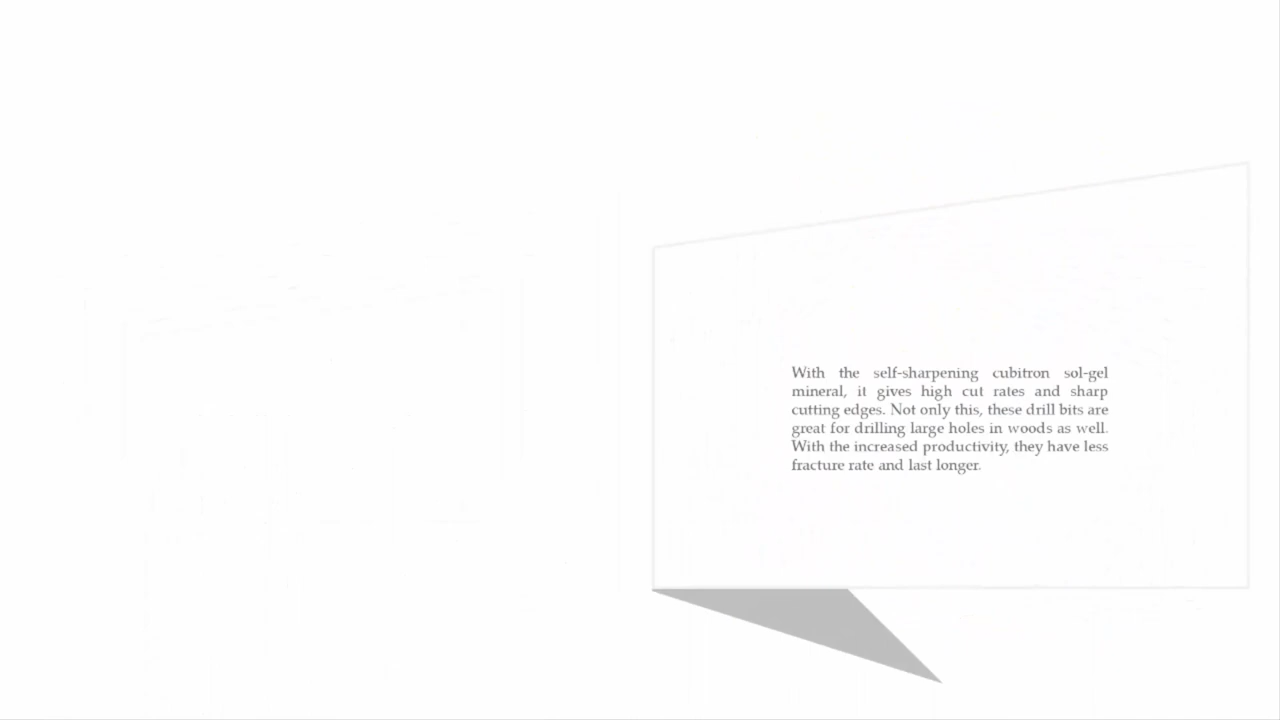 With the self-sharpening cubitron sol-gel
mineral, it gives high cut rates and sharp
cutting edges. Not only this, these drill bits are
great for drilling large holes in woods as well.
With the increased productivity, they have less
fracture rate and last longer.